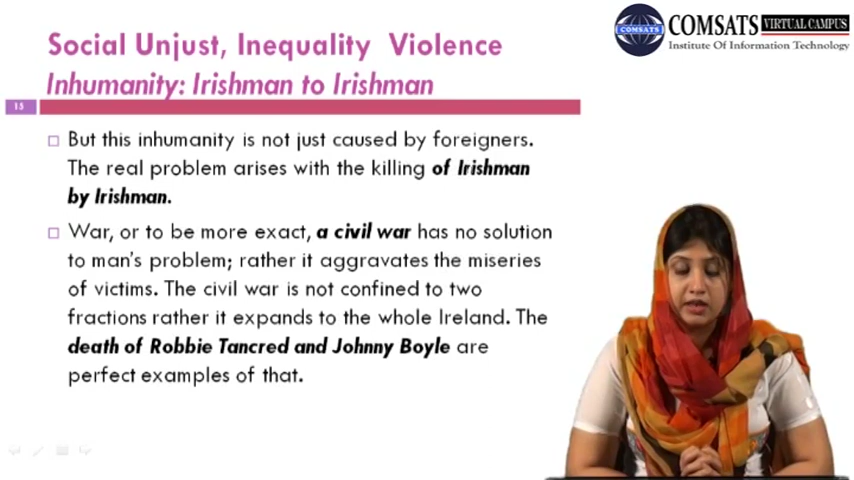 Social Unjust, Inequality Violence
Inhumanity: Irishman to Irishman
15
But this inhumanity is not just caused by foreigners.
The real problem arises with the killing of Irishman
by Irishman.
War, or to be more exact, a civil war has no solution
to man's problem; rather it aggravates the miseries
of victims. The civil war is not confined to two
fractions rather it expands to the whole Ireland. The
death of Robbie Tancred and Johnny Boyle are
perfect examples of that.
COMSATS
COMSATS VIRTUAL CAMPUS
Institute Of Information Technology